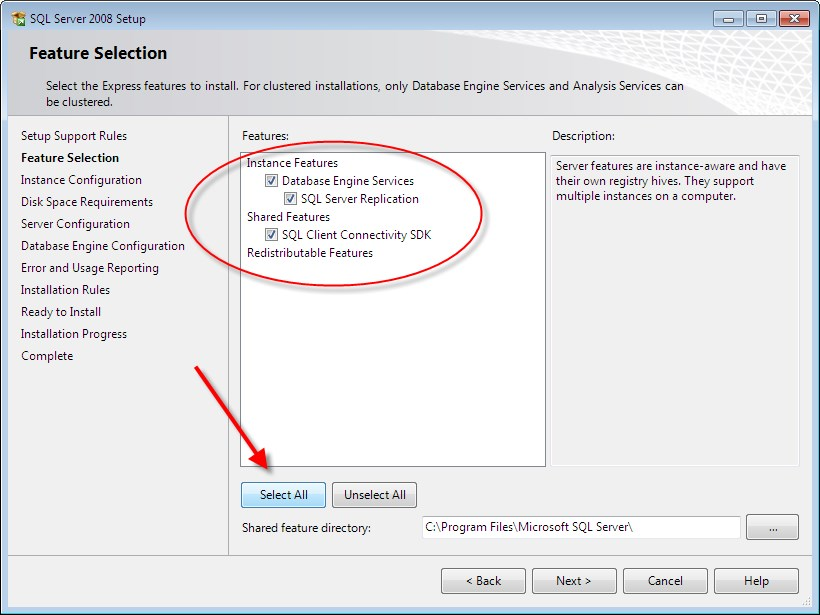 SQL Server 2008 Setup
Feature Selection
Select the Express features to install. For clustered installations, only Database Engine Services and Analysis Services can
be clustered.
Setup Support Rules
Feature Selection
Instance Configuration
Disk Space Requirements
Server Configuration
Database Engine Configuration
Error and Usage Reporting
Installation Rules
Ready to Install
Installation Progress
Complete
Features:
Instance Features
Database Engine Services
SQL Server Replication
Shared Features
SQL Client Connectivity SDK
Redistributable Features
Description:
Server features are instance-aware and have
their own registry hives. They support
multiple instances on a computer.
Select All
Unselect All
Shared feature directory:
C:\Program Files\Microsoft SQL Server\
...
< Back
Next >
Cancel
Help